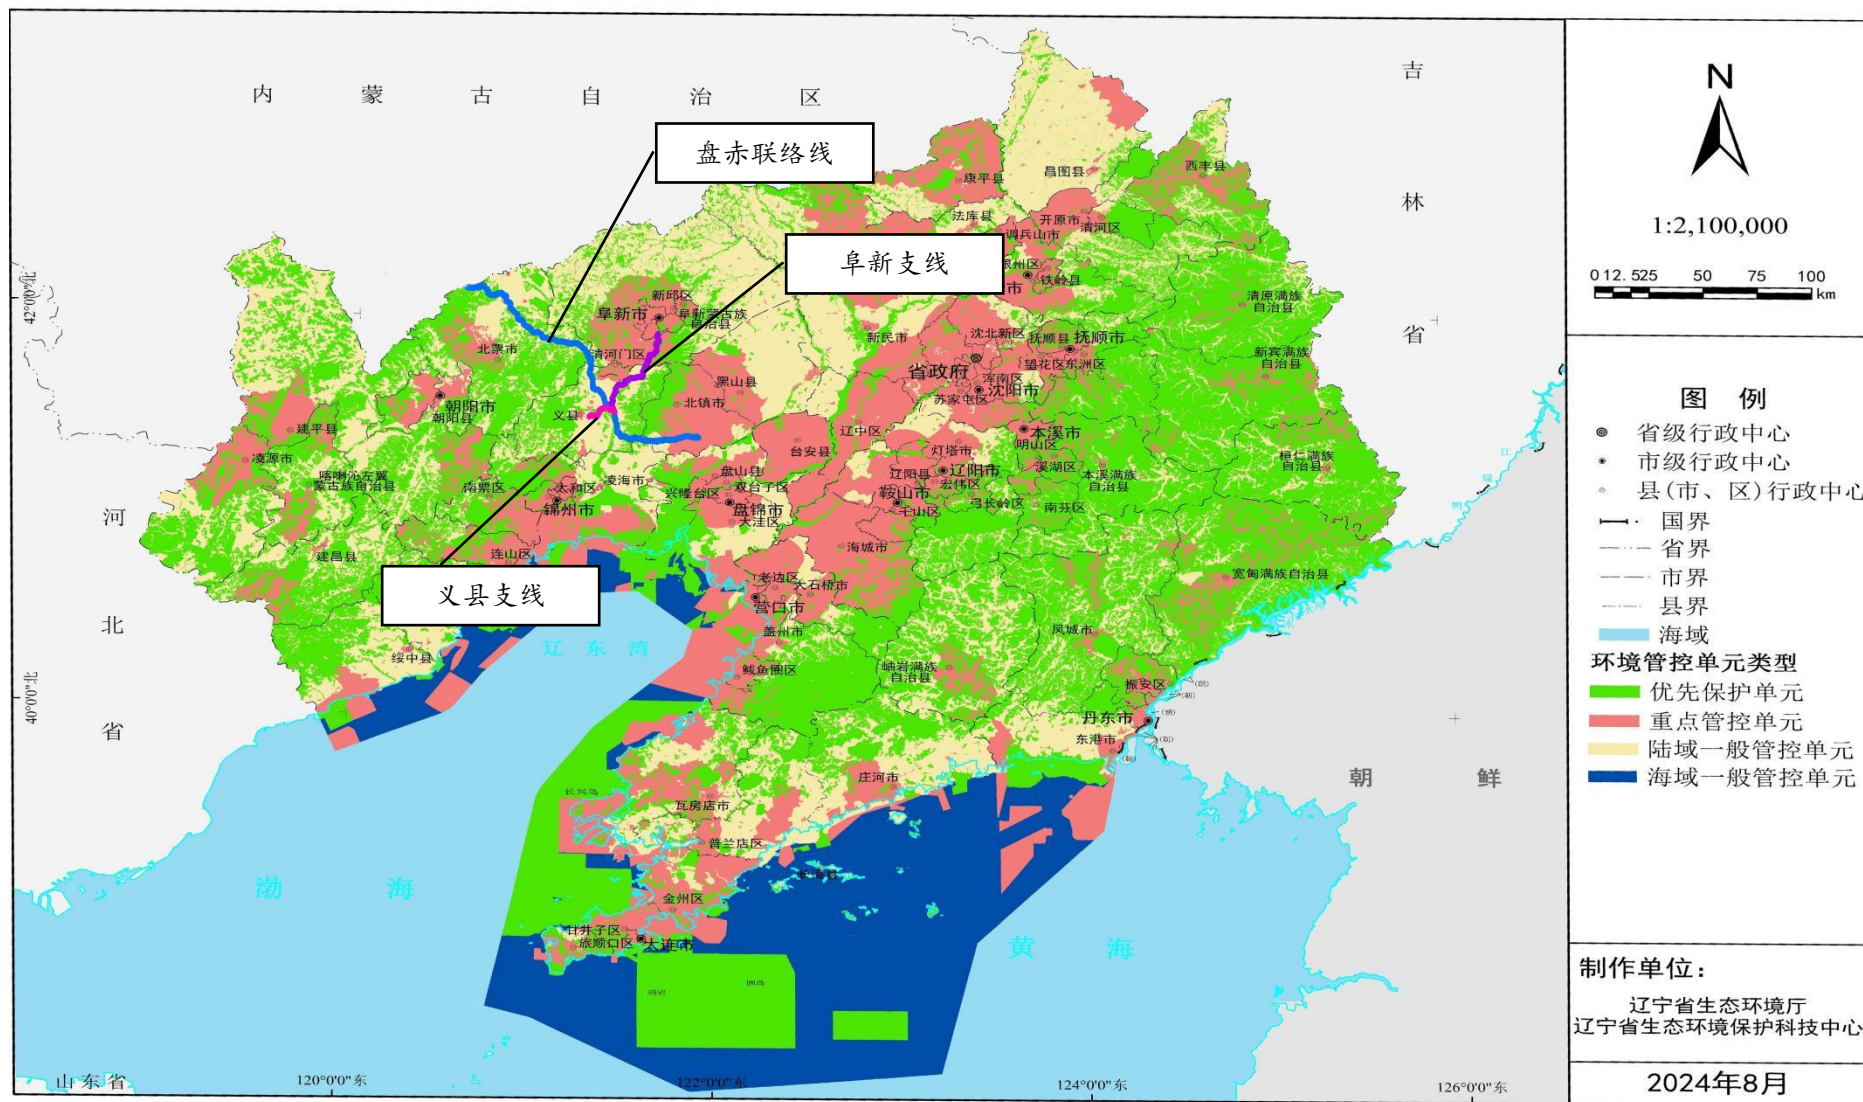 内 蒙 古 自 治 区
吉
林
省
河
北
省
山东省
朝 鲜
盘赤联络线
阜新支线
义县支线
康平县
昌图县
西丰县
法库县
开原市
清河区
调兵山市
铁岭县
市
清原满族
自治县
新邱区
阜新市
阜新蒙古族
自治县
清河门区
北票市
新民市
沈北新区
抚顺县
抚顺市
望花区
东洲区
新宾满族
自治县
省政府
浑南区
沈阳市
苏家屯区
黑山县
北镇市
义县
朝阳市
朝阳县
建平县
凌源市
喀喇沁左翼
蒙古族自治县
辽中区
台安县
灯塔市
本溪市
明山区
溪湖区
本溪满族
自治县
桓仁满族
自治县
辽阳县
辽阳市
宏伟区
弓长岭区
南芬区
鞍山市
千山区
盘山县
双台子区
兴隆台区
盘锦市
大洼区
凌海市
太和区
锦州市
南票区
连山区
建昌县
绥中县
海城市
老边区
大石桥市
营口市
盖州市
鲅鱼圈区
岫岩满族
自治县
凤城市
宽甸满族自治县
振安区
丹东市
东港市
庄河市
瓦房店市
普兰店区
长兴岛
长海县
金州区
甘井子区
旅顺口区
大连市
辽 东 湾
渤 海
黄 海
鸭
绿
江
42°0'0"北
40°0'0"北
120°0'0"东
122°0'0"东
124°0'0"东
126°0'0"东
N
1:2,100,000
0 12.5 25 50 75 100
km
图 例
省级行政中心
市级行政中心
县(市、区)行政中心
国界
省界
市界
县界
海域
环境管控单元类型
优先保护单元
重点管控单元
陆域一般管控单元
海域一般管控单元
制作单位：
辽宁省生态环境厅
辽宁省生态环境保护科技中心
2024年8月